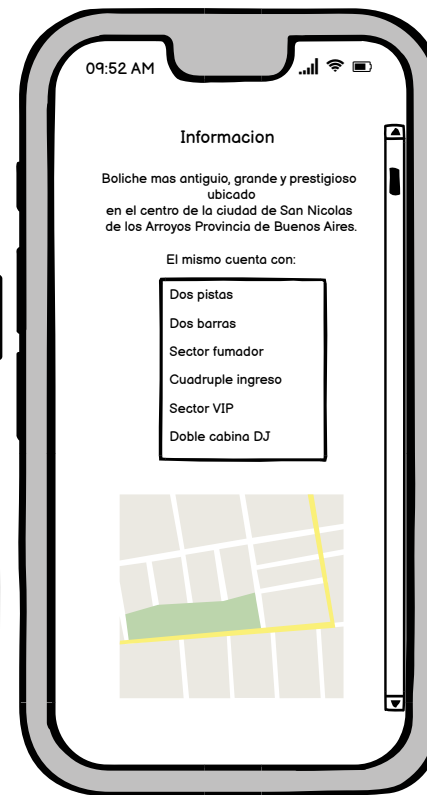 09:52 AM
Informacion
Boliche mas antiguio, grande y prestigioso
ubicado
en el centro de la ciudad de San Nicolas
de los Arroyos Provincia de Buenos Aires.
El mismo cuenta con:
Dos pistas
Dos barras
Sector fumador
Cuadruple ingreso
Sector VIP
Doble cabina DJ